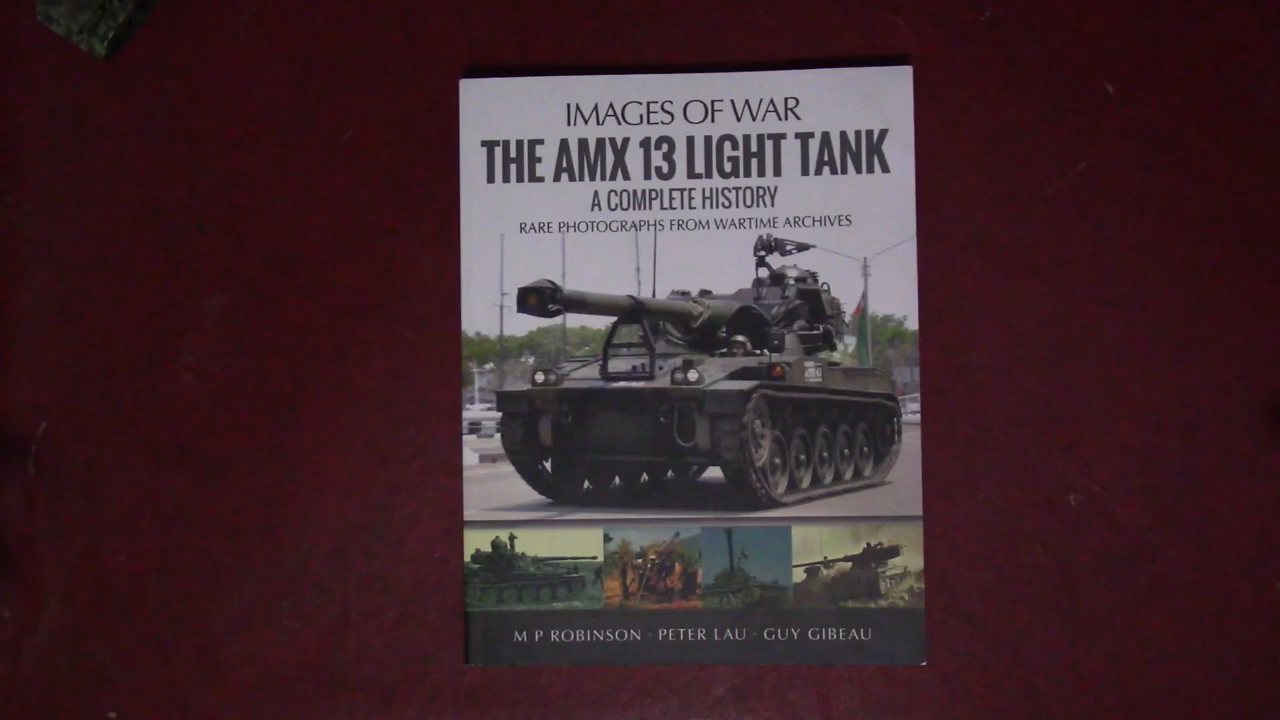 IMAGES OF WAR
THE AMX 13 LIGHT TANK
A COMPLETE HISTORY
RARE PHOTOGRAPHS FROM WARTIME ARCHIVES
M P ROBINSON · PETER LAU · GUY GIBEAU